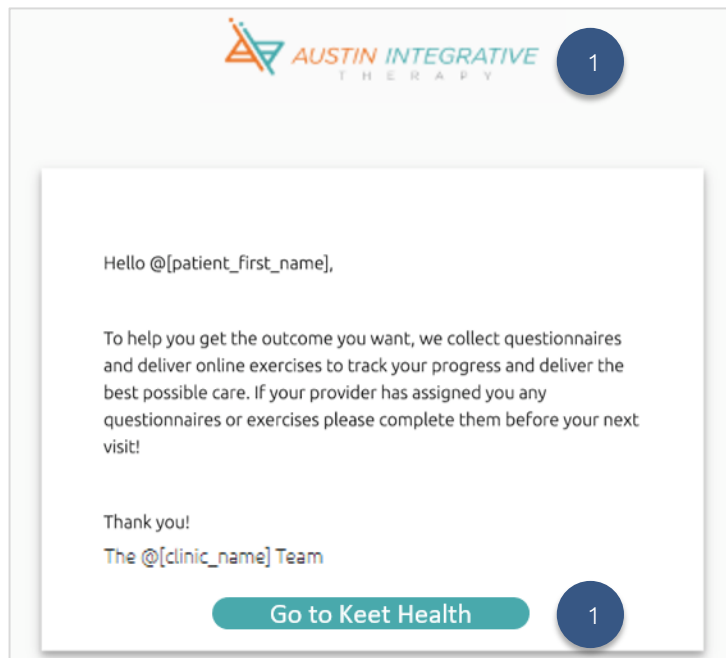 AUSTIN INTEGRATIVE
THERAPY
1
Hello @[patient_first_name],
To help you get the outcome you want, we collect questionnaires
and deliver online exercises to track your progress and deliver the
best possible care. If your provider has assigned you any
questionnaires or exercises please complete them before your next
visit!
Thank you!
The @[clinic_name] Team
Go to Keet Health
1